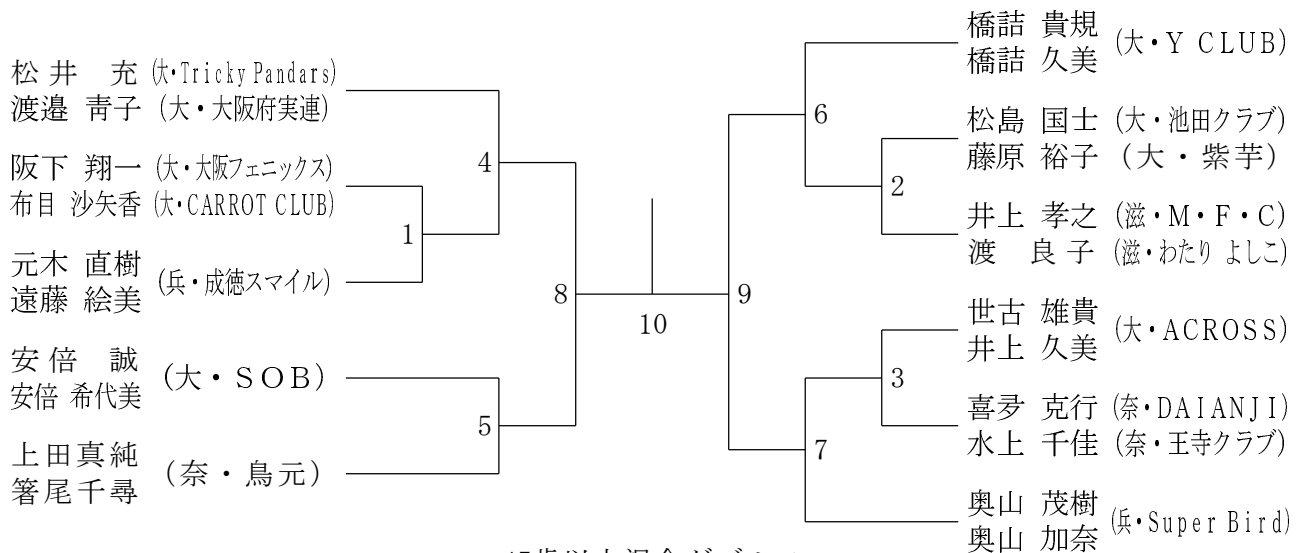 松井 充 (大・Tricky Pandars)
渡邉 靑子 (大・大阪府実連)
阪下 翔一 (大・大阪フェニックス)
布目 沙矢香 (大・CARROT CLUB)
元木 直樹
遠藤 絵美
(兵・成徳スマイル)
安倍 誠
安倍 希代美
(大・SOB)
上田真純
箸尾千尋
(奈・鳥元)
1
4
5
8
10
9
6
2
3
7
橋詰 貴規
橋詰 久美
(大・Y CLUB)
松島 国士 (大・池田クラブ)
藤原 裕子 (大・紫芋)
井上 孝之 (滋・M・F・C)
渡 良子 (滋・わたり よしこ)
世古 雄貴
井上 久美
(大・ACROSS)
喜夛 克行 (奈・DAIANJI)
水上 千佳 (奈・王寺クラブ)
奥山 茂樹
奥山 加奈
(兵・Super Bird)